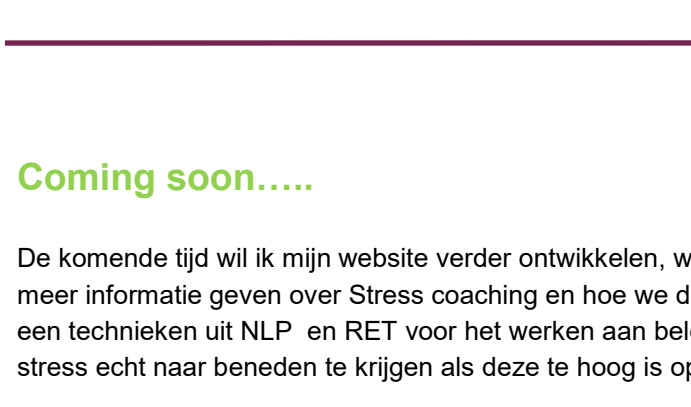 Coming soon…..
De komende tijd wil ik mijn website verder ontwikkelen,
meer informatie geven over Stress coaching en hoe we
een technieken uit NLP en RET voor het werken aan
stress echt naar beneden te krijgen als deze te hoog is